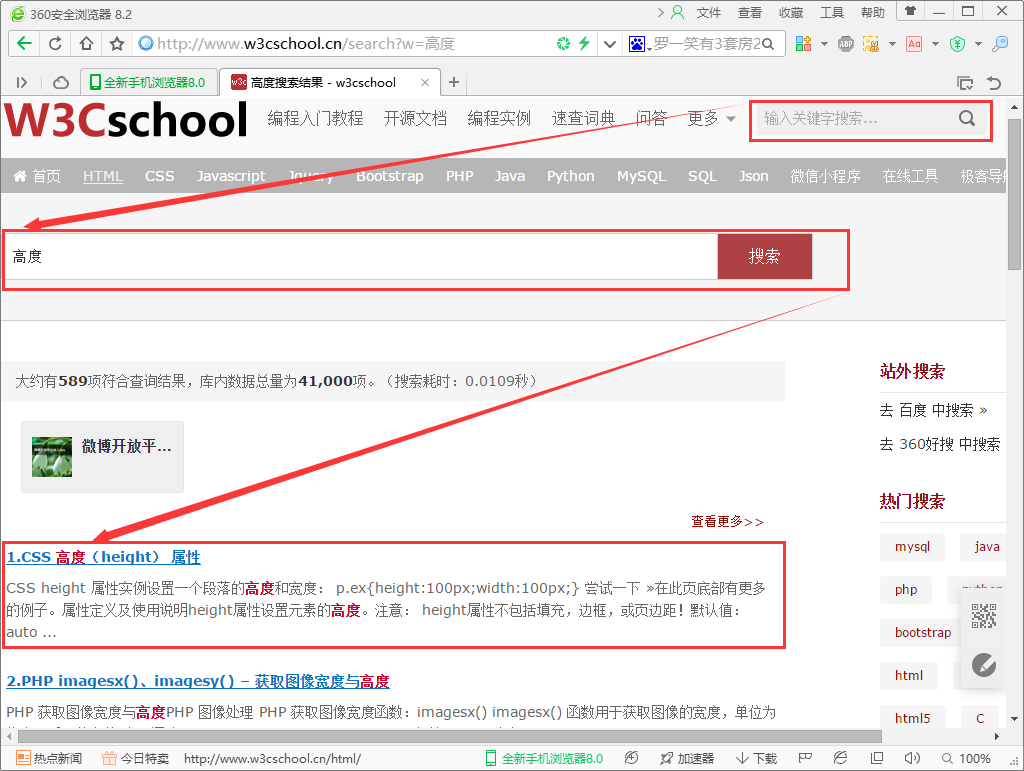 360安全浏览器 8.2
文件 查看 收藏 工具 帮助
http://www.w3cschool.cn/search?w=高度
罗一笑有3套房2
全新手机浏览器8.0
w3c 高度搜索结果 - w3cschool
W3Cschool 编程入门教程 开源文档 编程实例 速查词典 问答 更多 输入关键字搜索...
首页 HTML CSS Javascript Jquery Bootstrap PHP Java Python MySQL SQL Json 微信小程序 在线工具 极客导航
高度 搜索
大约有589项符合查询结果，库内数据总量为41,000项。（搜索耗时：0.0109秒）
微博开放平...
查看更多>>
1.CSS 高度（height） 属性
CSS height 属性实例设置一个段落的高度和宽度： p.ex{height:100px;width:100px;} 尝试一下 »在此页底部有更多
的例子。属性定义及使用说明height属性设置元素的高度。注意： height属性不包括填充，边框，或页边距！默认值：
auto ...
2.PHP imagesx()、imagesy() – 获取图像宽度与高度
PHP 获取图像宽度与高度PHP 图像处理 PHP 获取图像宽度函数：imagesx() imagesx() 函数用于获取图像的宽度，单位为
站外搜索
去 百度 中搜索 »
去 360好搜 中搜索
热门搜索
mysql java
php python
bootstrap
html
html5 C
热点新闻 今日特卖 http://www.w3cschool.cn/html/ 全新手机浏览器8.0 加速器 下载 100%